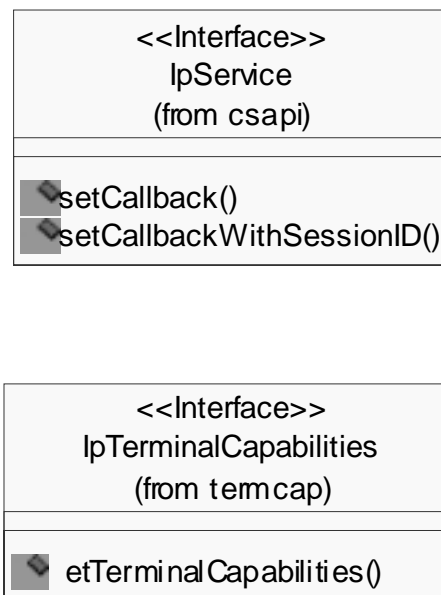 <<Interface>>
IpService
(from csapi)
setCallback()
setCallbackWithSessionID()
<<Interface>>
IpTerminalCapabilities
(from termcap)
etTerminalCapabilities()